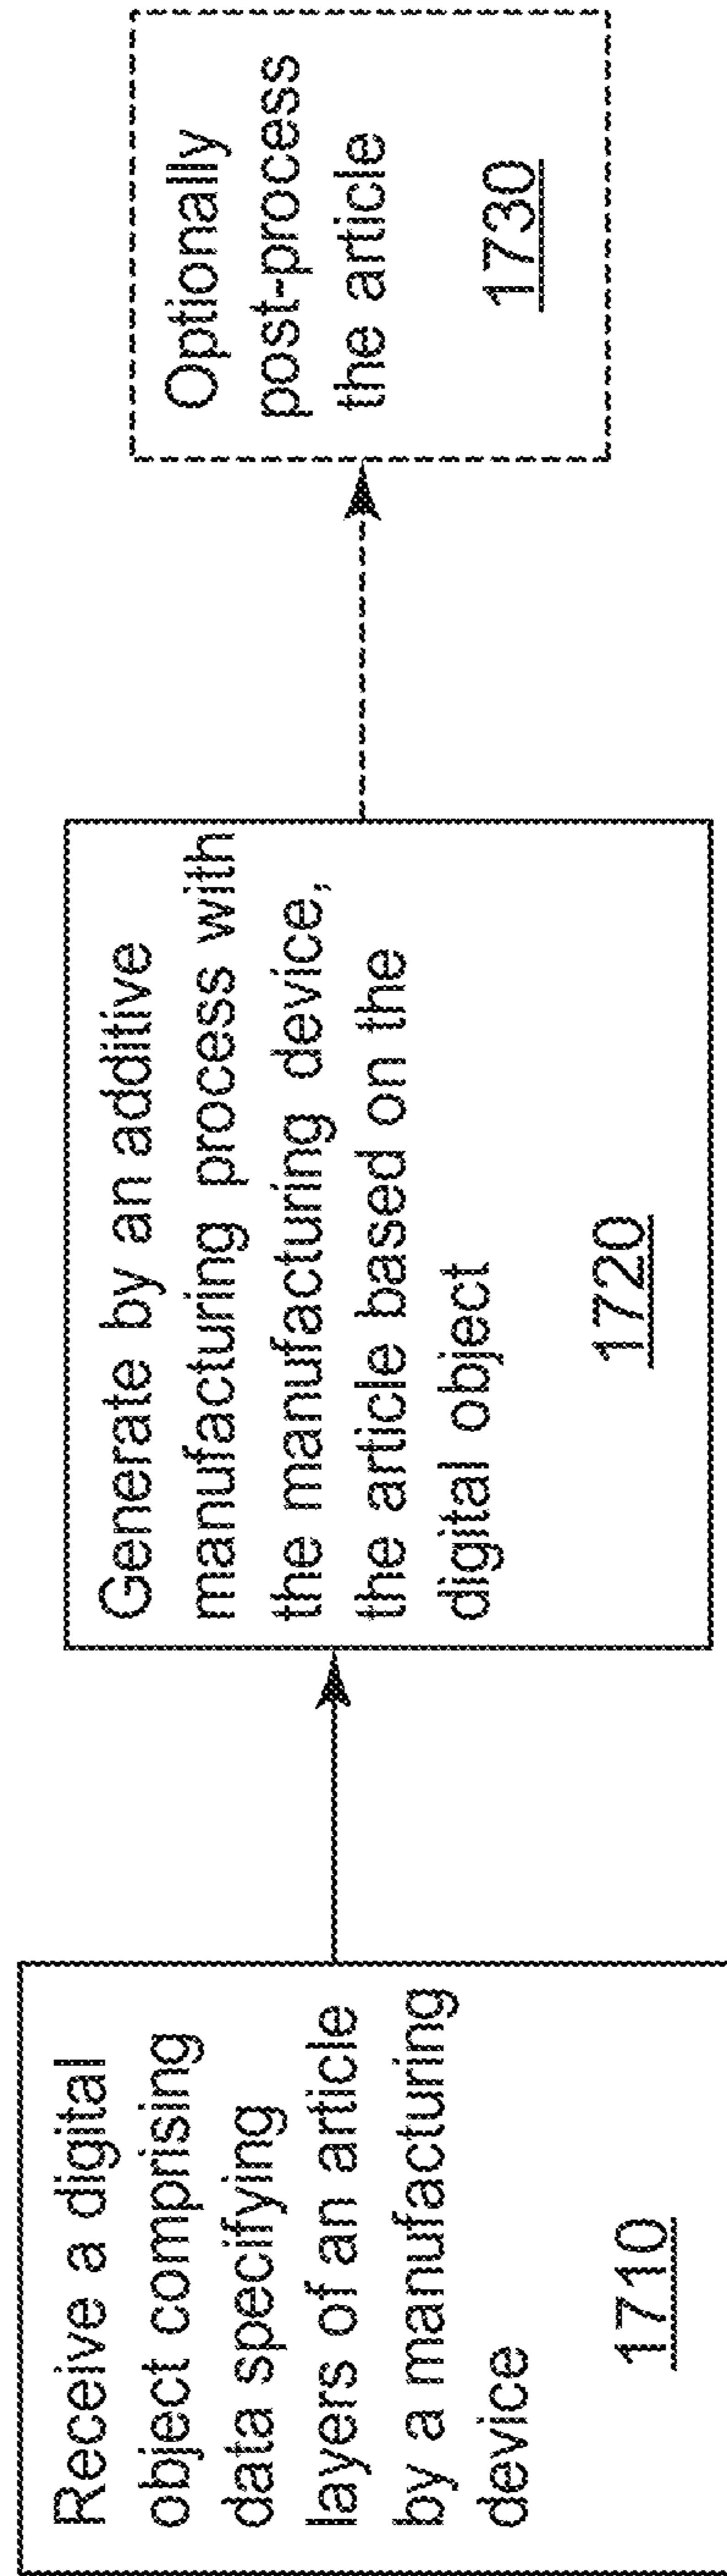 Receive a digital
object comprising
data specifying
layers of an article
by a manufacturing
device
1710
Generate by an additive
manufacturing process with
the manufacturing device,
the article based on the
digital object
1720
Optionally
post-process
the article
1730